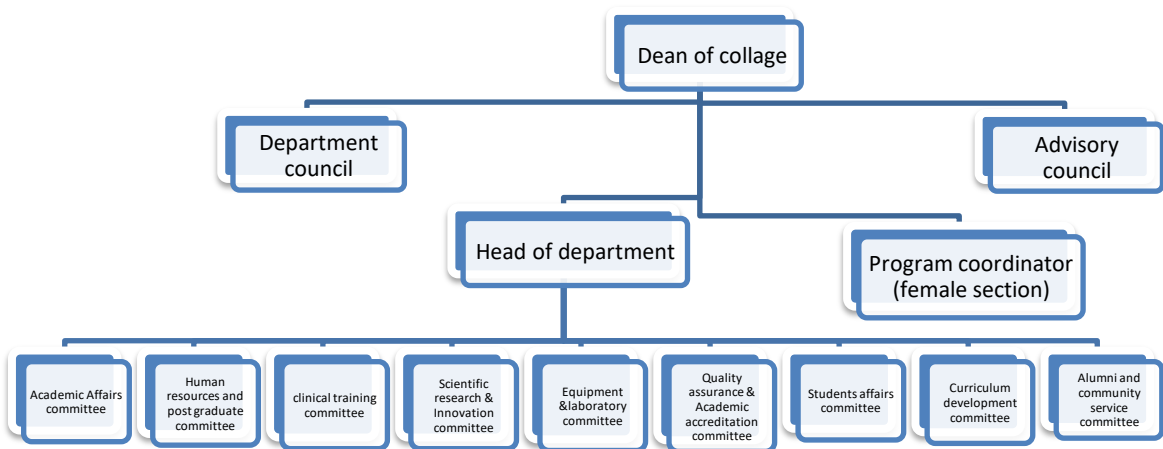 Dean of collage
Department
council
Advisory
council
Head of department
Program coordinator
(female section)
Academic Affairs
committee
Human
resources and
post graduate
committee
clinical training
committee
Scientific
research &
Innovation
committee
Equipment
&laboratory
committee
Quality
assurance &
Academic
accreditation
committee
Students affairs
committee
Curriculum
development
committee
Alumni and
community
service
committee